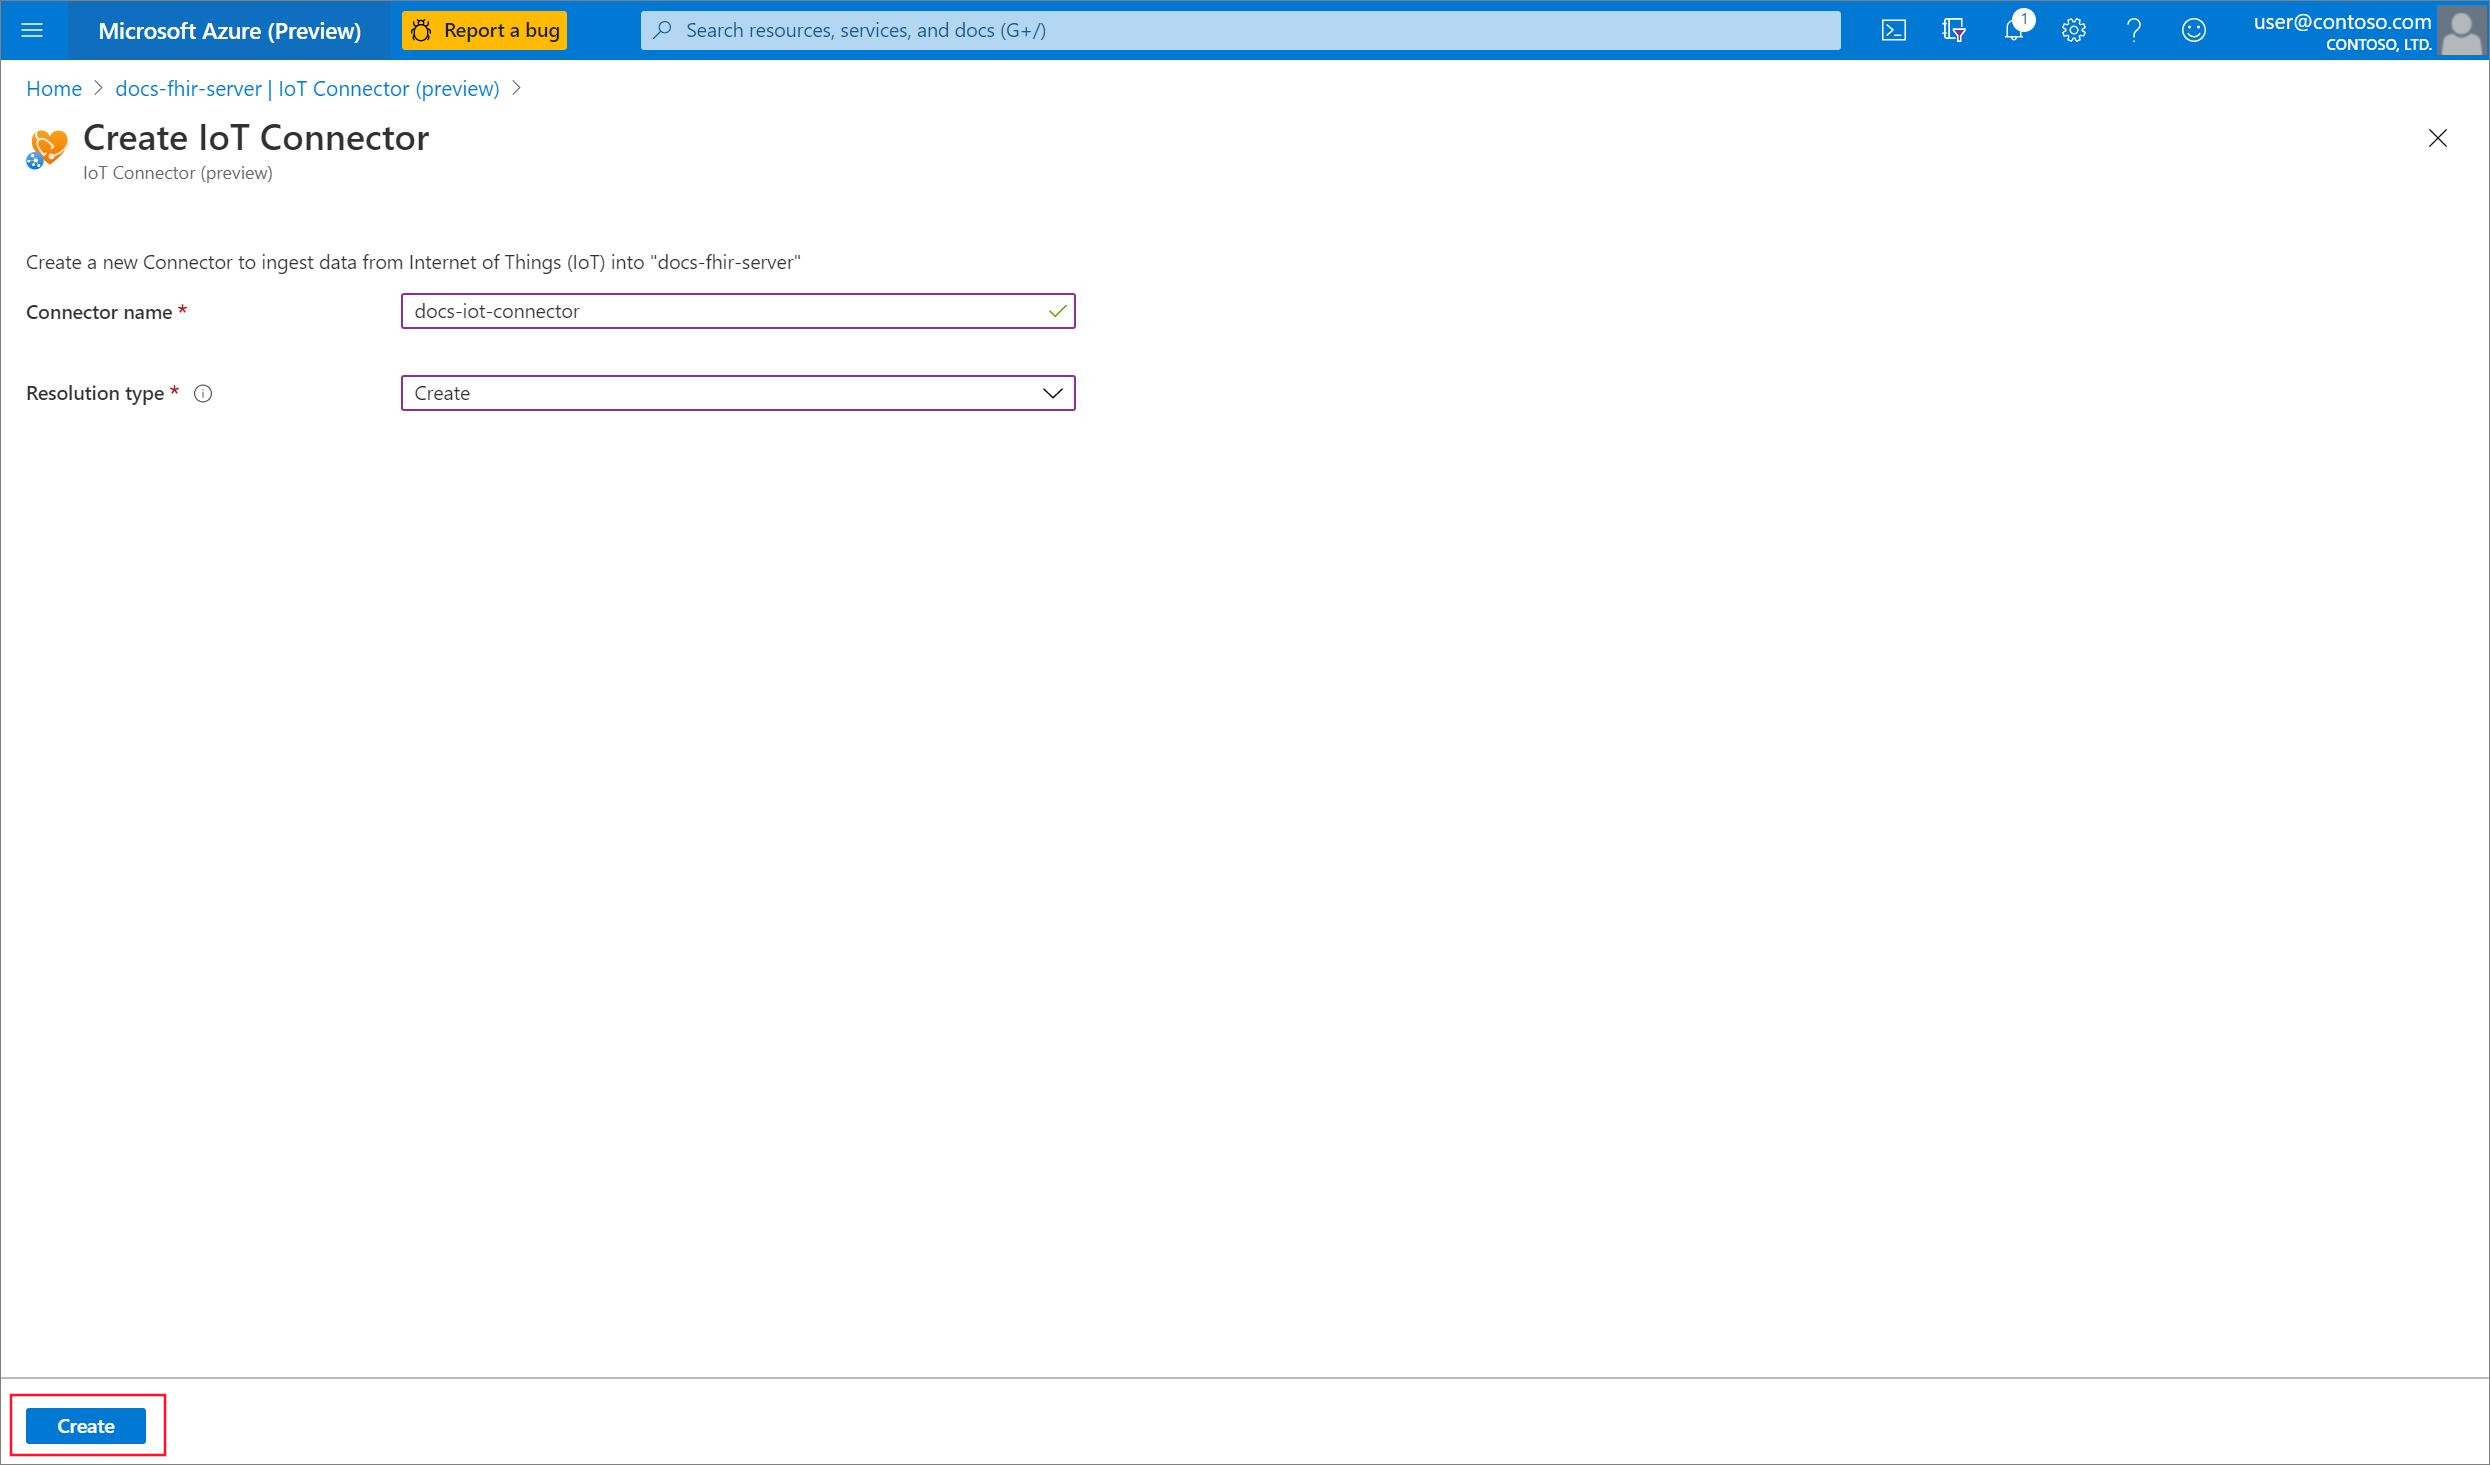 Microsoft Azure (Preview)
Report a bug
Search resources, services, and docs (G+/)
1
user@contoso.com
CONTOSO, LTD.
Home > docs-fhir-server | IoT Connector (preview) >
Create IoT Connector
IoT Connector (preview)
Create a new Connector to ingest data from Internet of Things (IoT) into "docs-fhir-server"
Connector name *
docs-iot-connector
Resolution type *
Create
Create